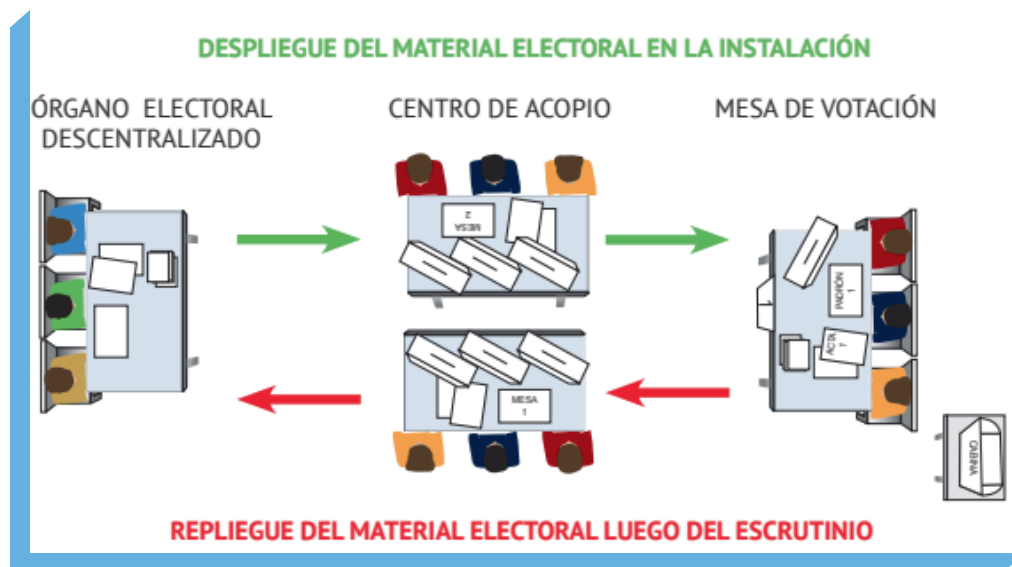 DESPLIEGUE DEL MATERIAL ELECTORAL EN LA INSTALACIÓN
ÓRGANO ELECTORAL
DESCENTRALIZADO
CENTRO DE ACOPIO
MESA DE VOTACIÓN
MESA
2
PADRÓN
1
ACTA
1
MESA
1
CABINA
REPLIEGUE DEL MATERIAL ELECTORAL LUEGO DEL ESCRUTINIO